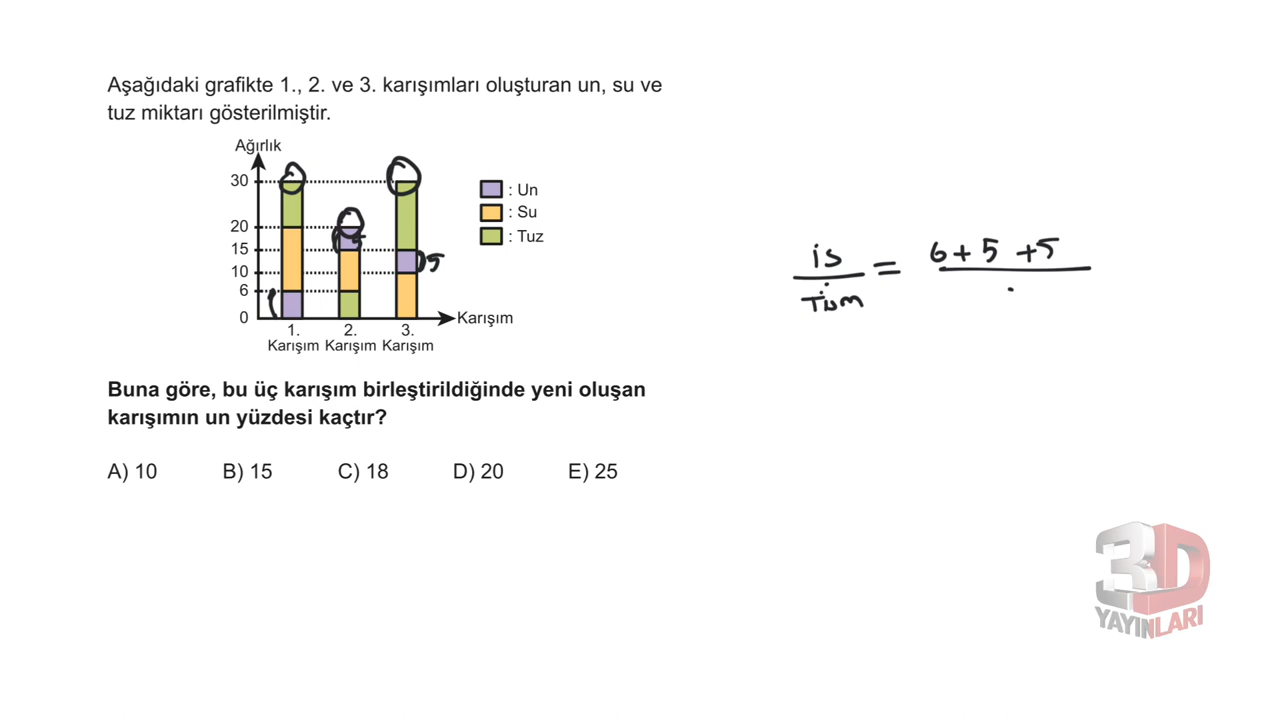 Aşağıdaki grafikte 1., 2. ve 3. karışımları oluşturan un, su ve
tuz miktarı gösterilmiştir.
Ağırlık
30
20
15
10
6
0
1.
Karışım
2.
Karışım
3.
Karışım
Karışım
: Un
: Su
: Tuz
5
is
Tüm
= 6 + 5 + 5
Buna göre, bu üç karışım birleştirildiğinde yeni oluşan
karışımın un yüzdesi kaçtır?
A) 10 B) 15 C) 18 D) 20 E) 25
3D
YAYINLARI